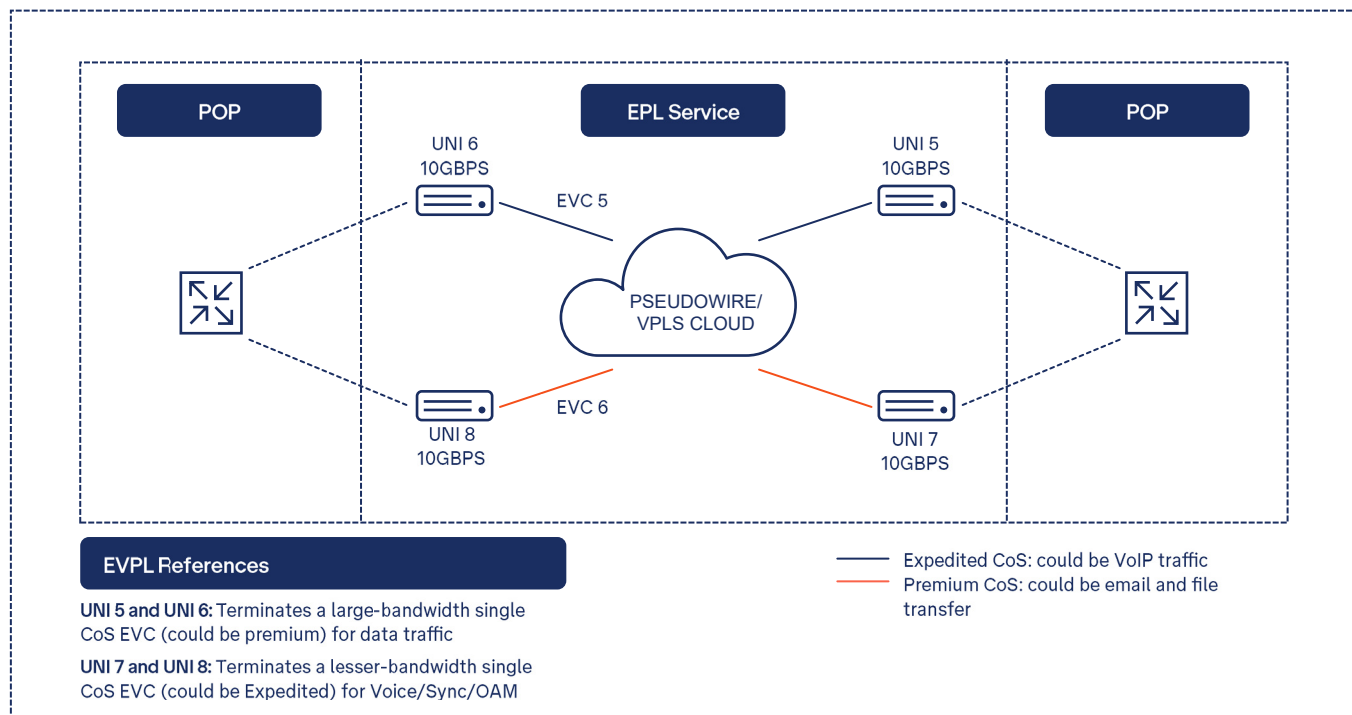 POP
EPL Service
POP
UNI 6
10GBPS
UNI 5
10GBPS
EVC 5
PSEUDOWIRE/
VPLS CLOUD
EVC 6
UNI 8
10GBPS
UNI 7
10GBPS
EVPL References
UNI 5 and UNI 6: Terminates a large-bandwidth single
CoS EVC (could be premium) for data traffic
UNI 7 and UNI 8: Terminates a lesser-bandwidth single
CoS EVC (could be Expedited) for Voice/Sync/OAM
Expedited CoS: could be VoIP traffic
Premium CoS: could be email and file
transfer